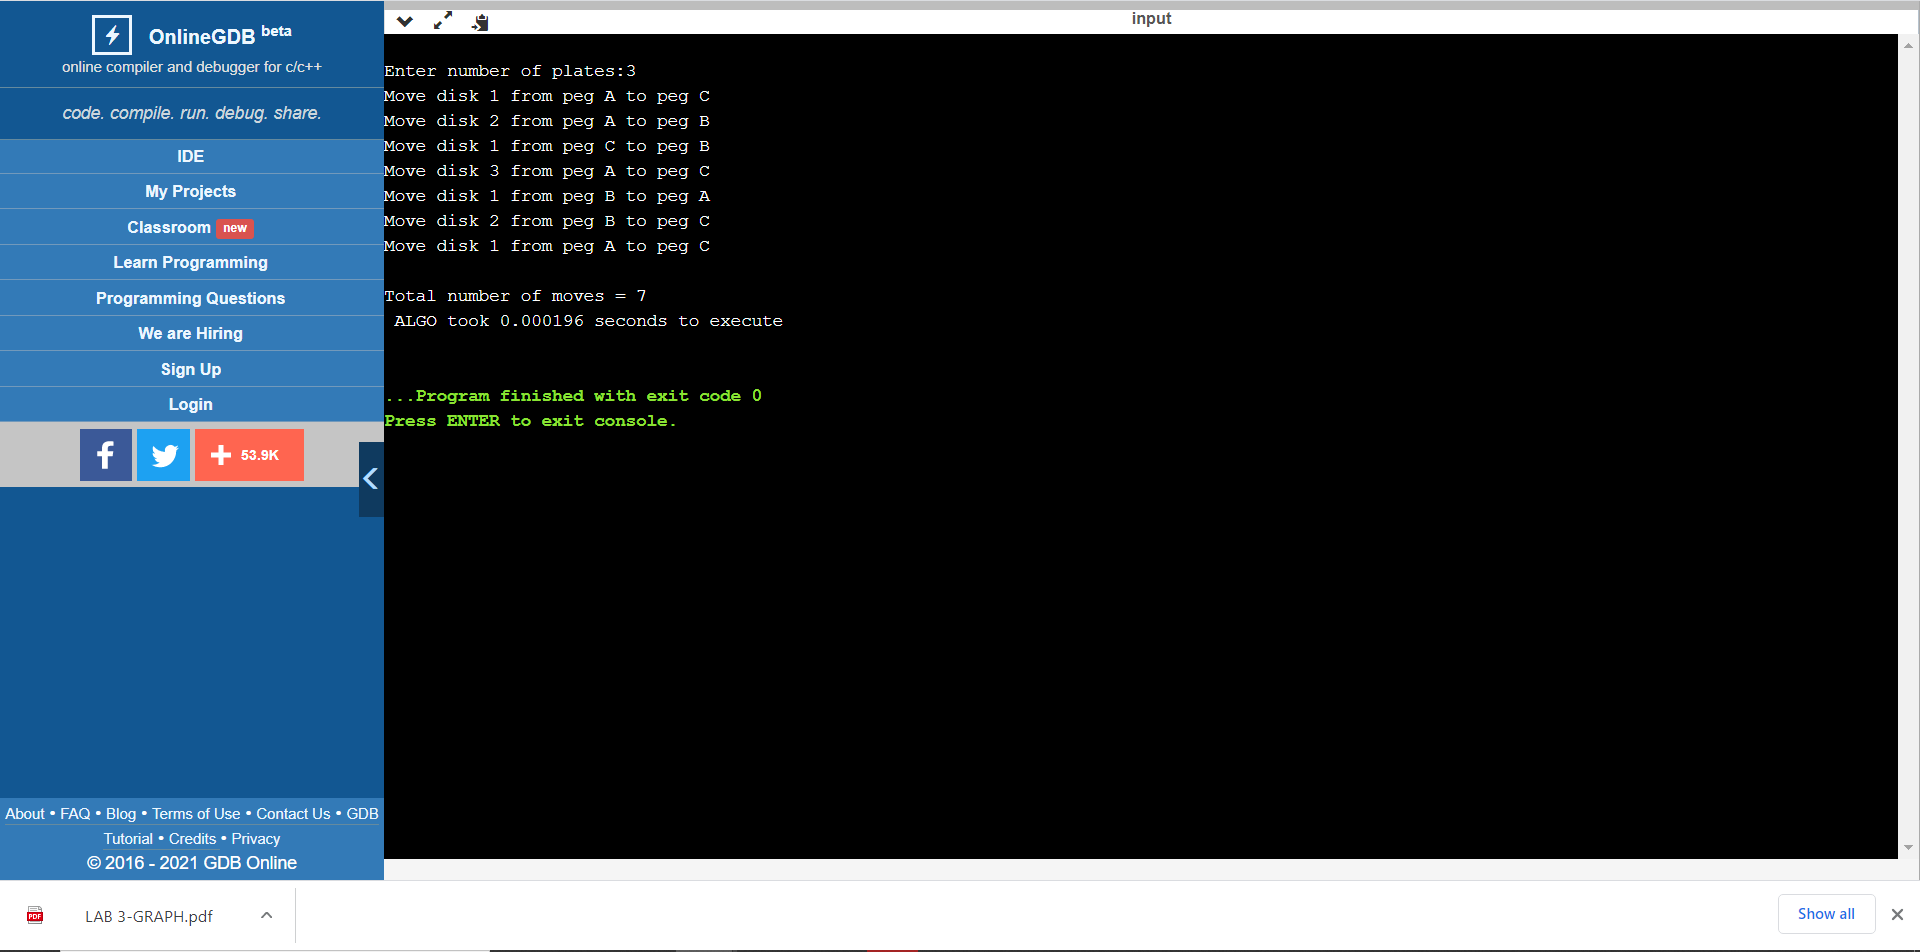 OnlineGDB beta
online compiler and debugger for c/c++
code. compile. run. debug. share.
IDE
My Projects
Classroom new
Learn Programming
Programming Questions
We are Hiring
Sign Up
Login
53.9K
About • FAQ • Blog • Terms of Use • Contact Us • GDB
Tutorial • Credits • Privacy
© 2016 - 2021 GDB Online
input
Enter number of plates:3
Move disk 1 from peg A to peg C
Move disk 2 from peg A to peg B
Move disk 1 from peg C to peg B
Move disk 3 from peg A to peg C
Move disk 1 from peg B to peg A
Move disk 2 from peg B to peg C
Move disk 1 from peg A to peg C
Total number of moves = 7
ALGO took 0.000196 seconds to execute
...Program finished with exit code 0
Press ENTER to exit console.
PDF
LAB 3-GRAPH.pdf
Show all